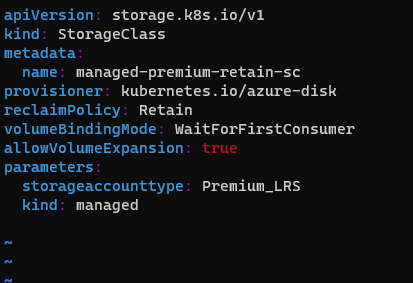 apiVersion: storage.k8s.io/v1
kind: StorageClass
metadata:
  name: managed-premium-retain-sc
provisioner: kubernetes.io/azure-disk
reclaimPolicy: Retain
volumeBindingMode: WaitForFirstConsumer
allowVolumeExpansion: true
parameters:
  storageaccounttype: Premium_LRS
  kind: managed
~
~
~